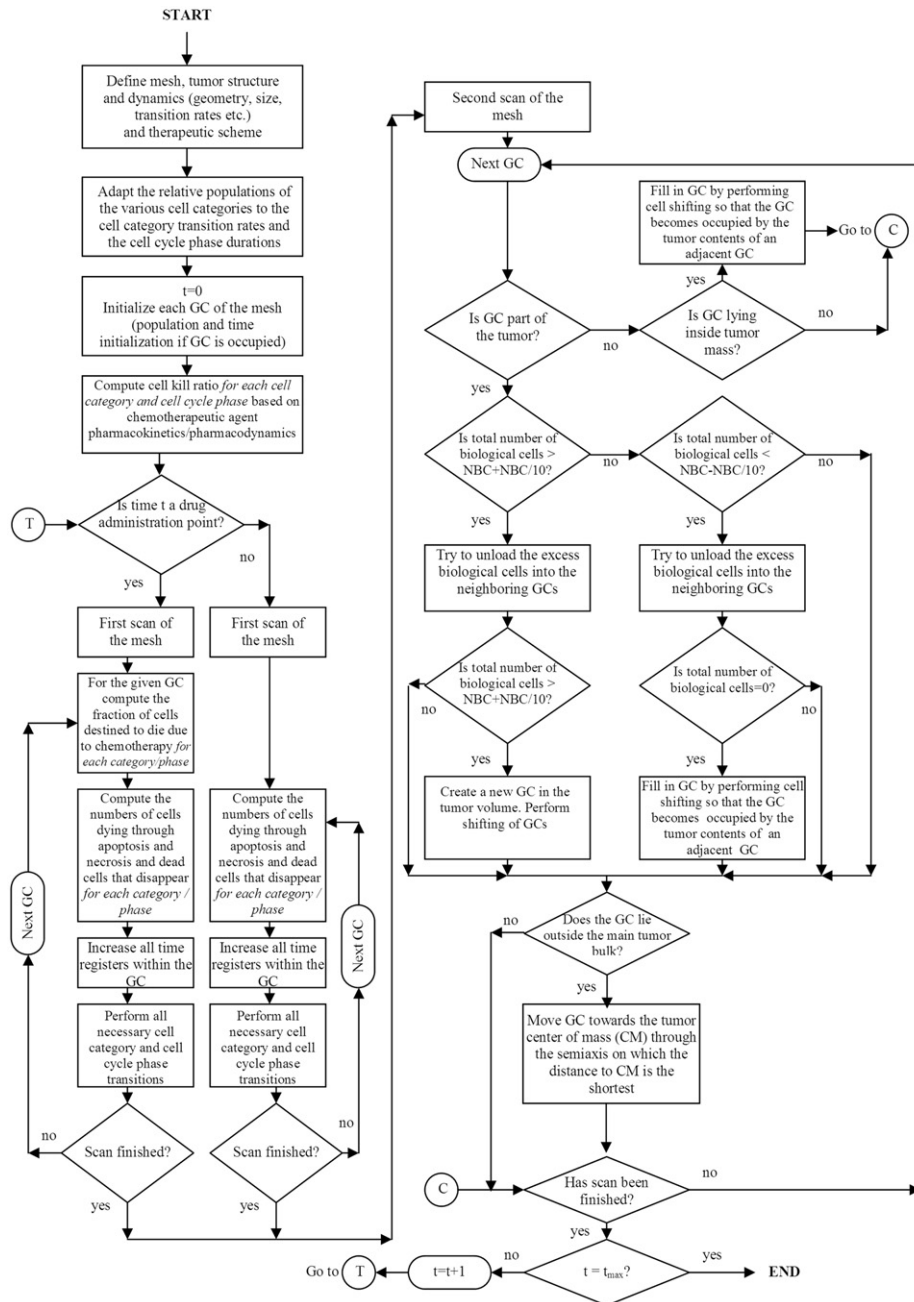 START
Define mesh, tumor structure
and dynamics (geometry, size,
transition rates etc.)
and therapeutic scheme
Adapt the relative populations of
the various cell categories to the
cell category transition rates and
the cell cycle phase durations
t=0
Initialize each GC of the mesh
(population and time
initialization if GC is occupied)
Compute cell kill ratio for each cell
category and cell cycle phase based on
chemotherapeutic agent
pharmacokinetics/pharmacodynamics
T
Is time t a drug
administration point?
yes
no
First scan of
the mesh
First scan of
the mesh
For the given GC
compute the
fraction of cells
destined to die due
to chemotherapy for
each category/phase
Compute the
numbers of cells
dying through
apoptosis and
necrosis and dead
cells that disappear
for each category /
phase
Compute the
numbers of cells
dying through
apoptosis and
necrosis and dead
cells that disappear
for each category /
phase
Next GC
Next GC
Increase all time
registers within the
GC
Increase all time
registers within the
GC
Perform all
necessary cell
category and cell
cycle phase
transitions
Perform all
necessary cell
category and cell
cycle phase
transitions
no
Scan finished?
yes
Scan finished?
no
yes
Second scan of the
mesh
Next GC
Fill in GC by performing
cell shifting so that the GC
becomes occupied by the
tumor contents of an
adjacent GC
Go to
C
yes
Is GC part of
the tumor?
no
Is GC lying
inside tumor
mass?
no
yes
Is total number of
biological cells >
NBC+NBC/10?
no
Is total number of
biological cells <
NBC-NBC/10?
no
yes
yes
Try to unload the excess
biological cells into the
neighboring GCs
Try to unload the excess
biological cells into the
neighboring GCs
Is total number of
biological cells >
NBC+NBC/10?
no
yes
Is total number of
biological cells=0?
no
yes
Create a new GC in the
tumor volume. Perform
shifting of GCs
Fill in GC by performing cell
shifting so that the GC
becomes occupied by the
tumor contents of an
adjacent GC
no
Does the GC lie
outside the main tumor
bulk?
yes
Move GC towards the tumor
center of mass (CM) through
the semiaxis on which the
distance to CM is the
shortest
C
Has scan been
finished?
no
yes
Go to
T
t=t+1
no
t = tmax?
yes
END